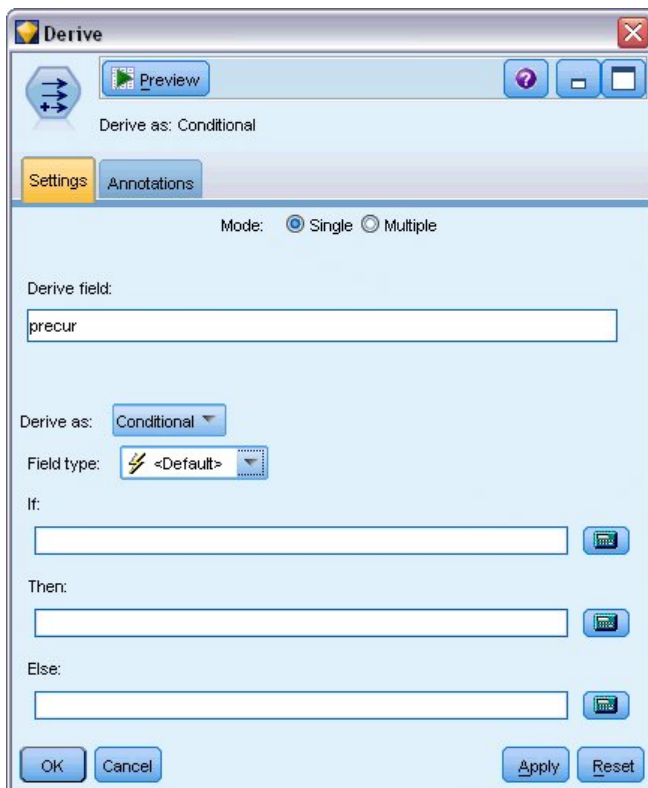 Derive
Preview
Derive as: Conditional
Settings Annotations
Mode: Single Multiple
Derive field:
precur
Derive as: Conditional
Field type: <Default>
If:
Then:
Else:
OK Cancel Apply Reset